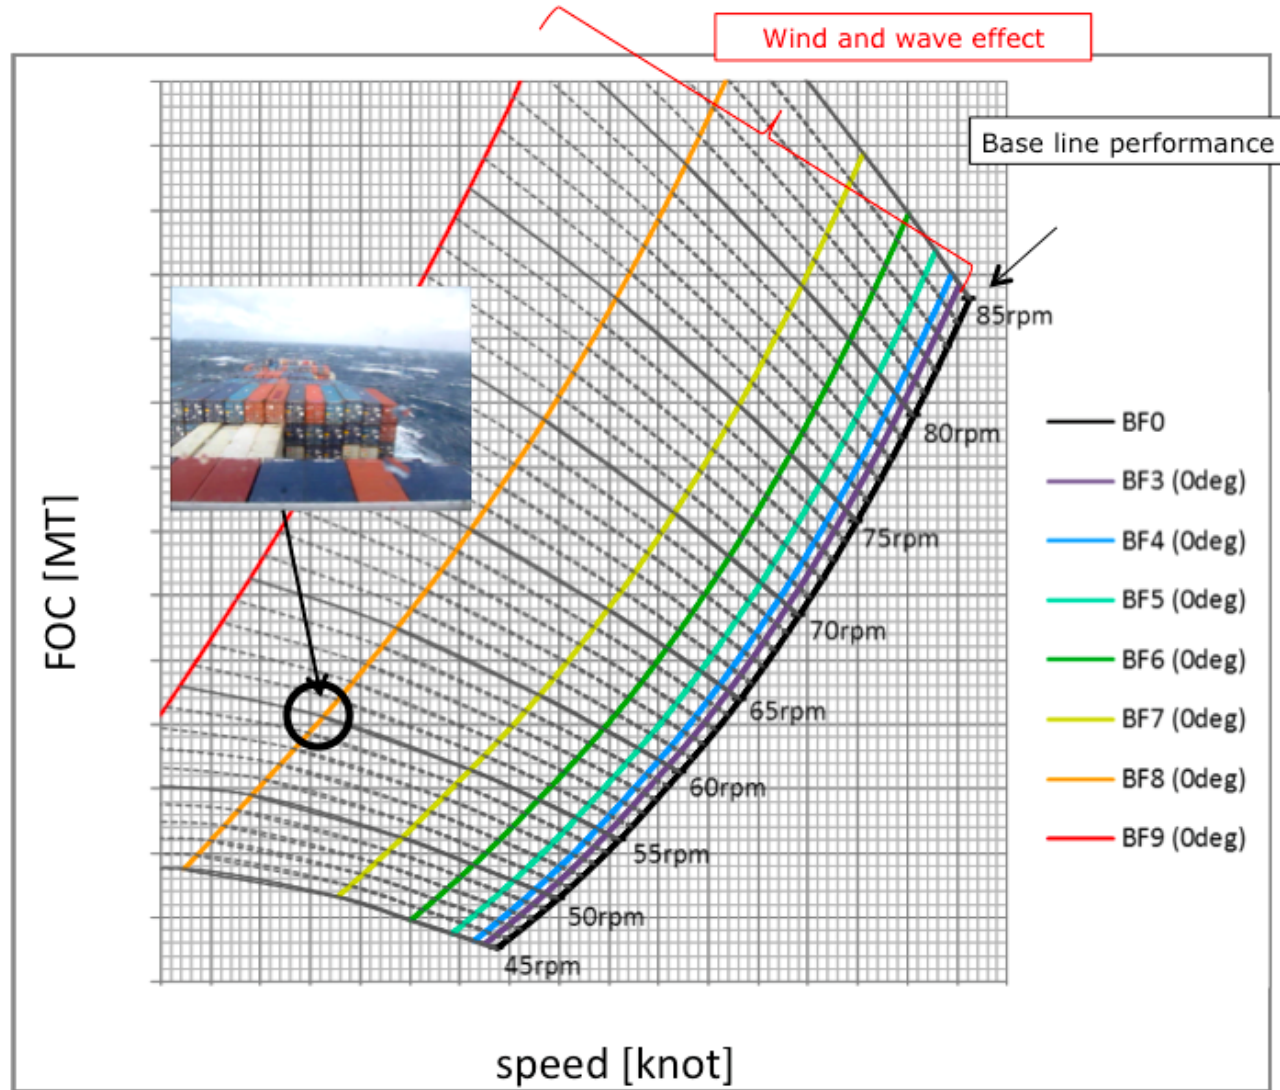 Wind and wave effect
Base line performance
85rpm
80rpm
75rpm
70rpm
65rpm
60rpm
55rpm
50rpm
45rpm
BF0
BF3 (0deg)
BF4 (0deg)
BF5 (0deg)
BF6 (0deg)
BF7 (0deg)
BF8 (0deg)
BF9 (0deg)
FOC [MT]
speed [knot]